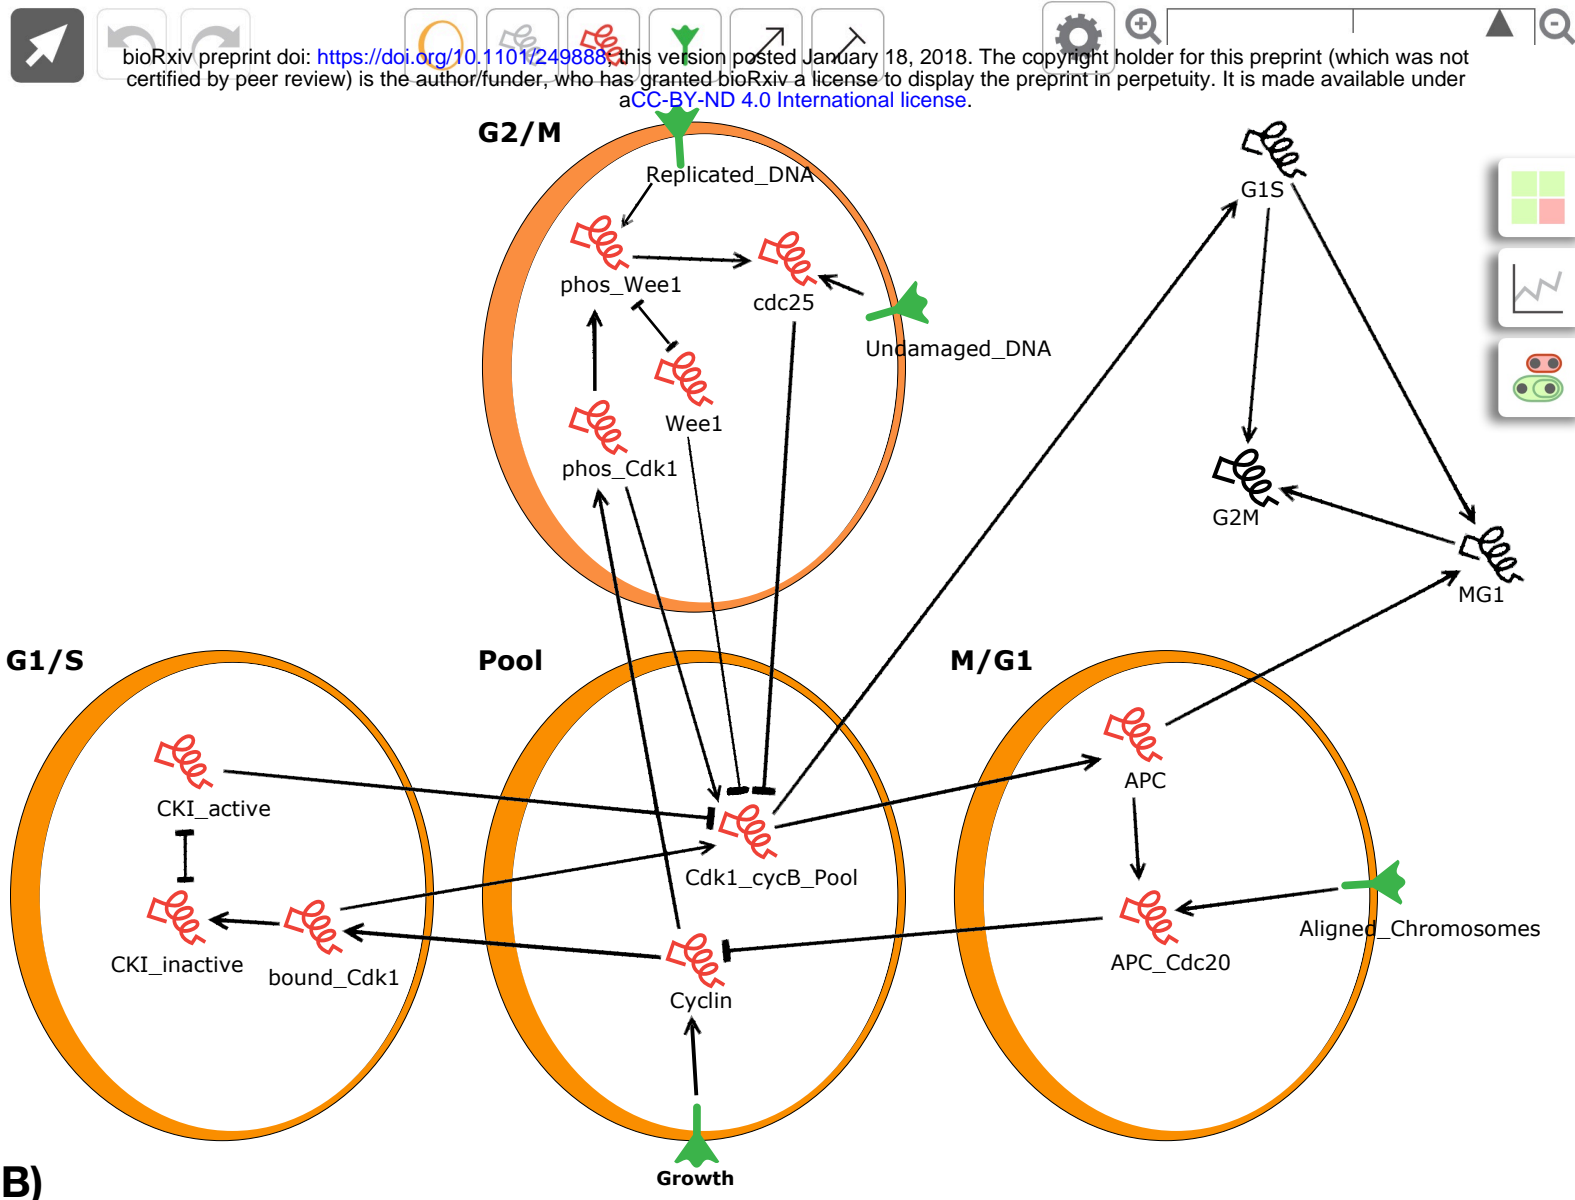 bioRxiv preprint doi: https://doi.org/10.1101/249888; this version posted January 18, 2018. The copyright holder for this preprint (which was not
certified by peer review) is the author/funder, who has granted bioRxiv a license to display the preprint in perpetuity. It is made available under
aCC-BY-ND 4.0 International license.
G2/M
Replicated_DNA
phos_Wee1
cdc25
Undamaged_DNA
Wee1
phos_Cdk1
G1S
G2M
MG1
G1/S
CKI_active
CKI_inactive
bound_Cdk1
Pool
Cdk1_cycB_Pool
Cyclin
Growth
M/G1
APC
Aligned_Chromosomes
APC_Cdc20
B)